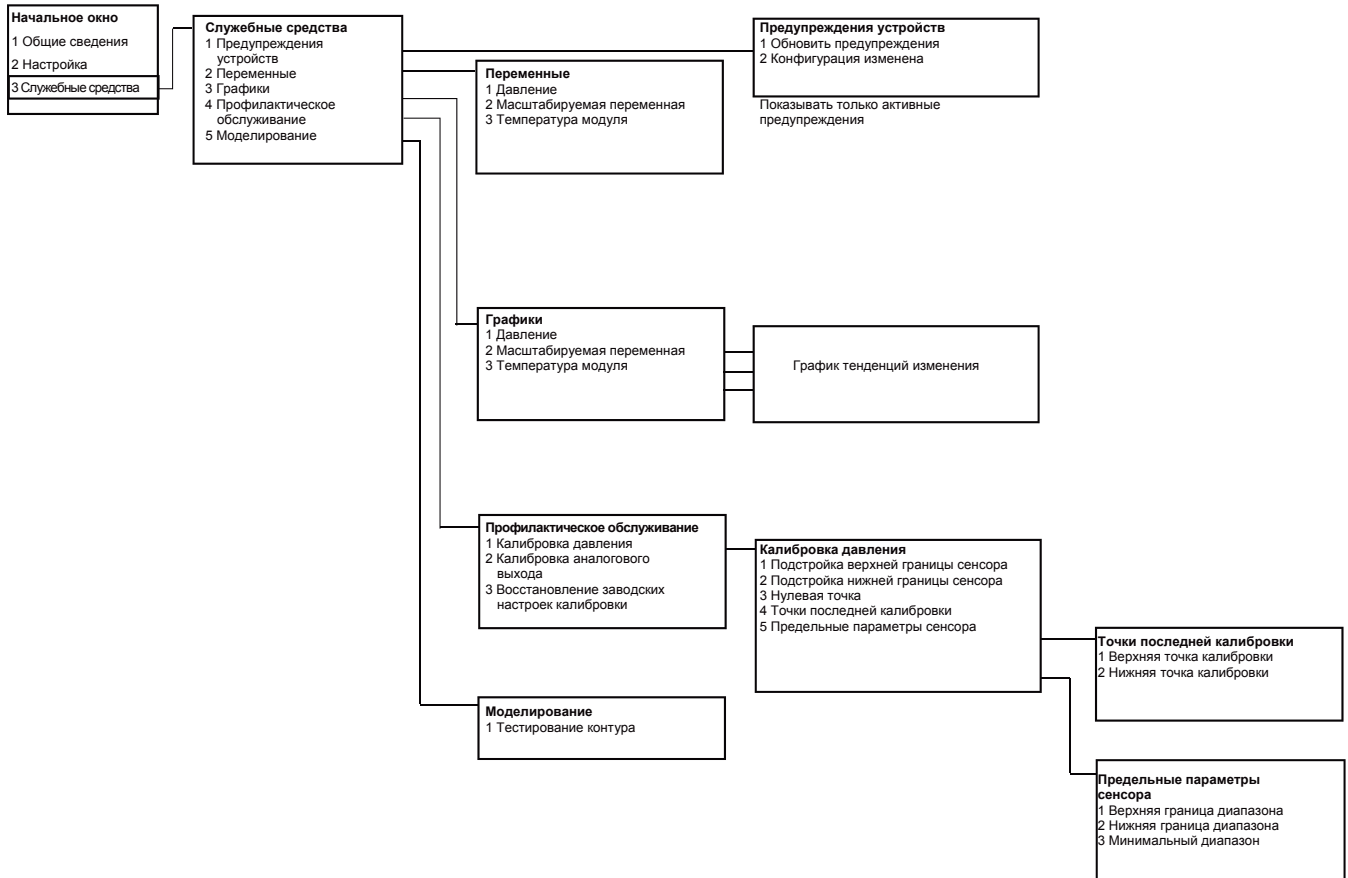 Начальное окно
1 Общие сведения
2 Настройка
3 Служебные средства
Служебные средства
1 Предупреждения
устройств
2 Переменные
3 Графики
4 Профилактическое
обслуживание
5 Моделирование
Переменные
1 Давление
2 Масштабируемая переменная
3 Температура модуля
Предупреждения устройств
1 Обновить предупреждения
2 Конфигурация изменена
Показывать только активные
предупреждения
Графики
1 Давление
2 Масштабируемая переменная
3 Температура модуля
График тенденций изменения
Профилактическое обслуживание
1 Калибровка давления
2 Калибровка аналогового
выхода
3 Восстановление заводских
настроек калибровки
Калибровка давления
1 Подстройка верхней границы сенсора
2 Подстройка нижней границы сенсора
3 Нулевая точка
4 Точки последней калибровки
5 Предельные параметры сенсора
Точки последней калибровки
1 Верхняя точка калибровки
2 Нижняя точка калибровки
Моделирование
1 Тестирование контура
Предельные параметры
сенсора
1 Верхняя граница диапазона
2 Нижняя граница диапазона
3 Минимальный диапазон